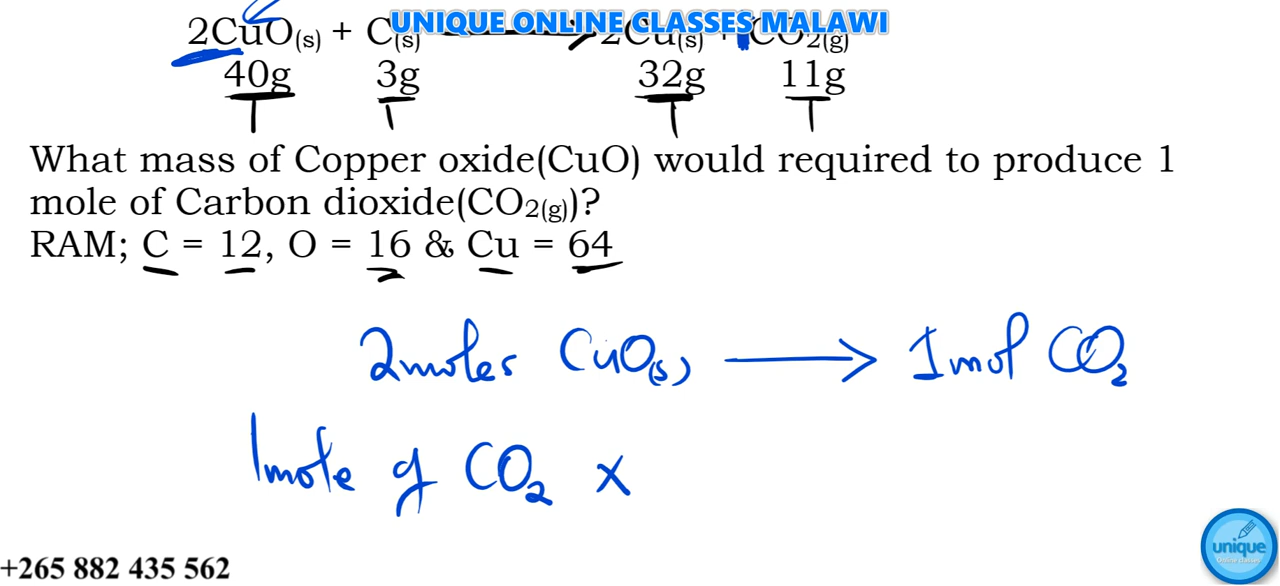 UNIQUE ONLINE CLASSES MALAWI
2CuO(s) + C(s) → 2Cu(s) + CO2(g)
40g 3g 32g 11g
What mass of Copper oxide(CuO) would required to produce 1
mole of Carbon dioxide(CO2(g))?
RAM; C = 12, O = 16 & Cu = 64
2moles CuO(s) → 1mol CO2
1mole of CO2 ×
+265 882 435 562
unique
Online classes